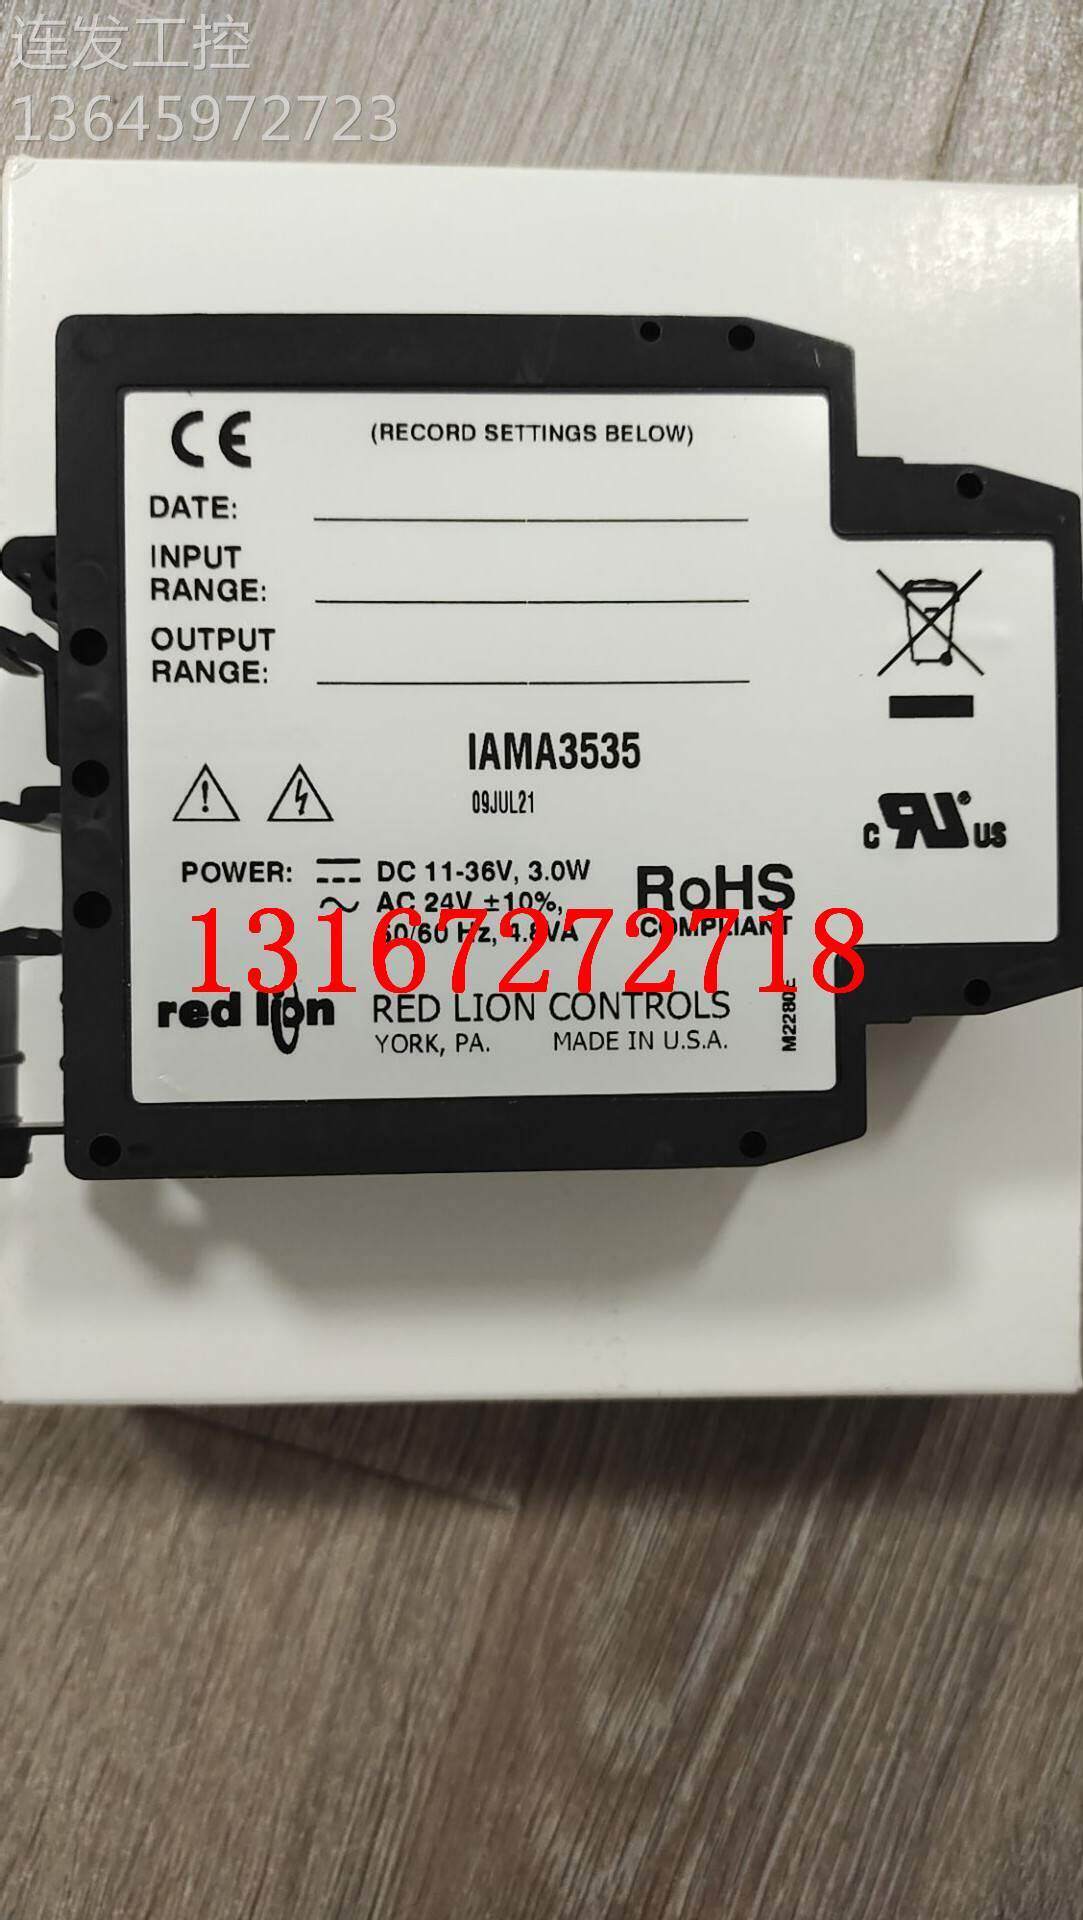 连发工控
13645972723
CE
(RECORD SETTINGS BELOW)
DATE:
INPUT
RANGE:
OUTPUT
RANGE:
IAMA3535
09JUL21
POWER: DC 11-36V, 3.0W
AC 24V ±10%,
50/60 Hz, 4.8VA
c RU ® US
RoHS
COMPLIANT
13167272718
red lion RED LION CONTROLS
YORK, PA. MADE IN U.S.A.